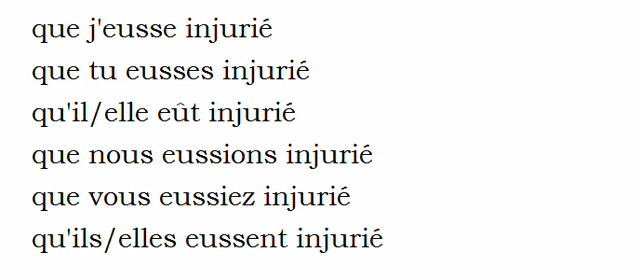 que j'eusse injurié
que tu eusses injurié
qu'il/elle eût injurié
que nous eussions injurié
que vous eussiez injurié
qu'ils/elles eussent injurié